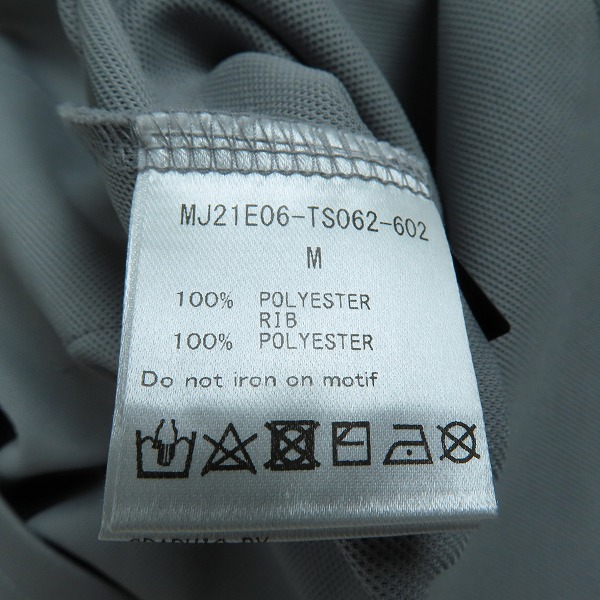 MJ21E06-TS062-602
M
100% POLYESTER
RIB
100% POLYESTER
Do not iron on motif